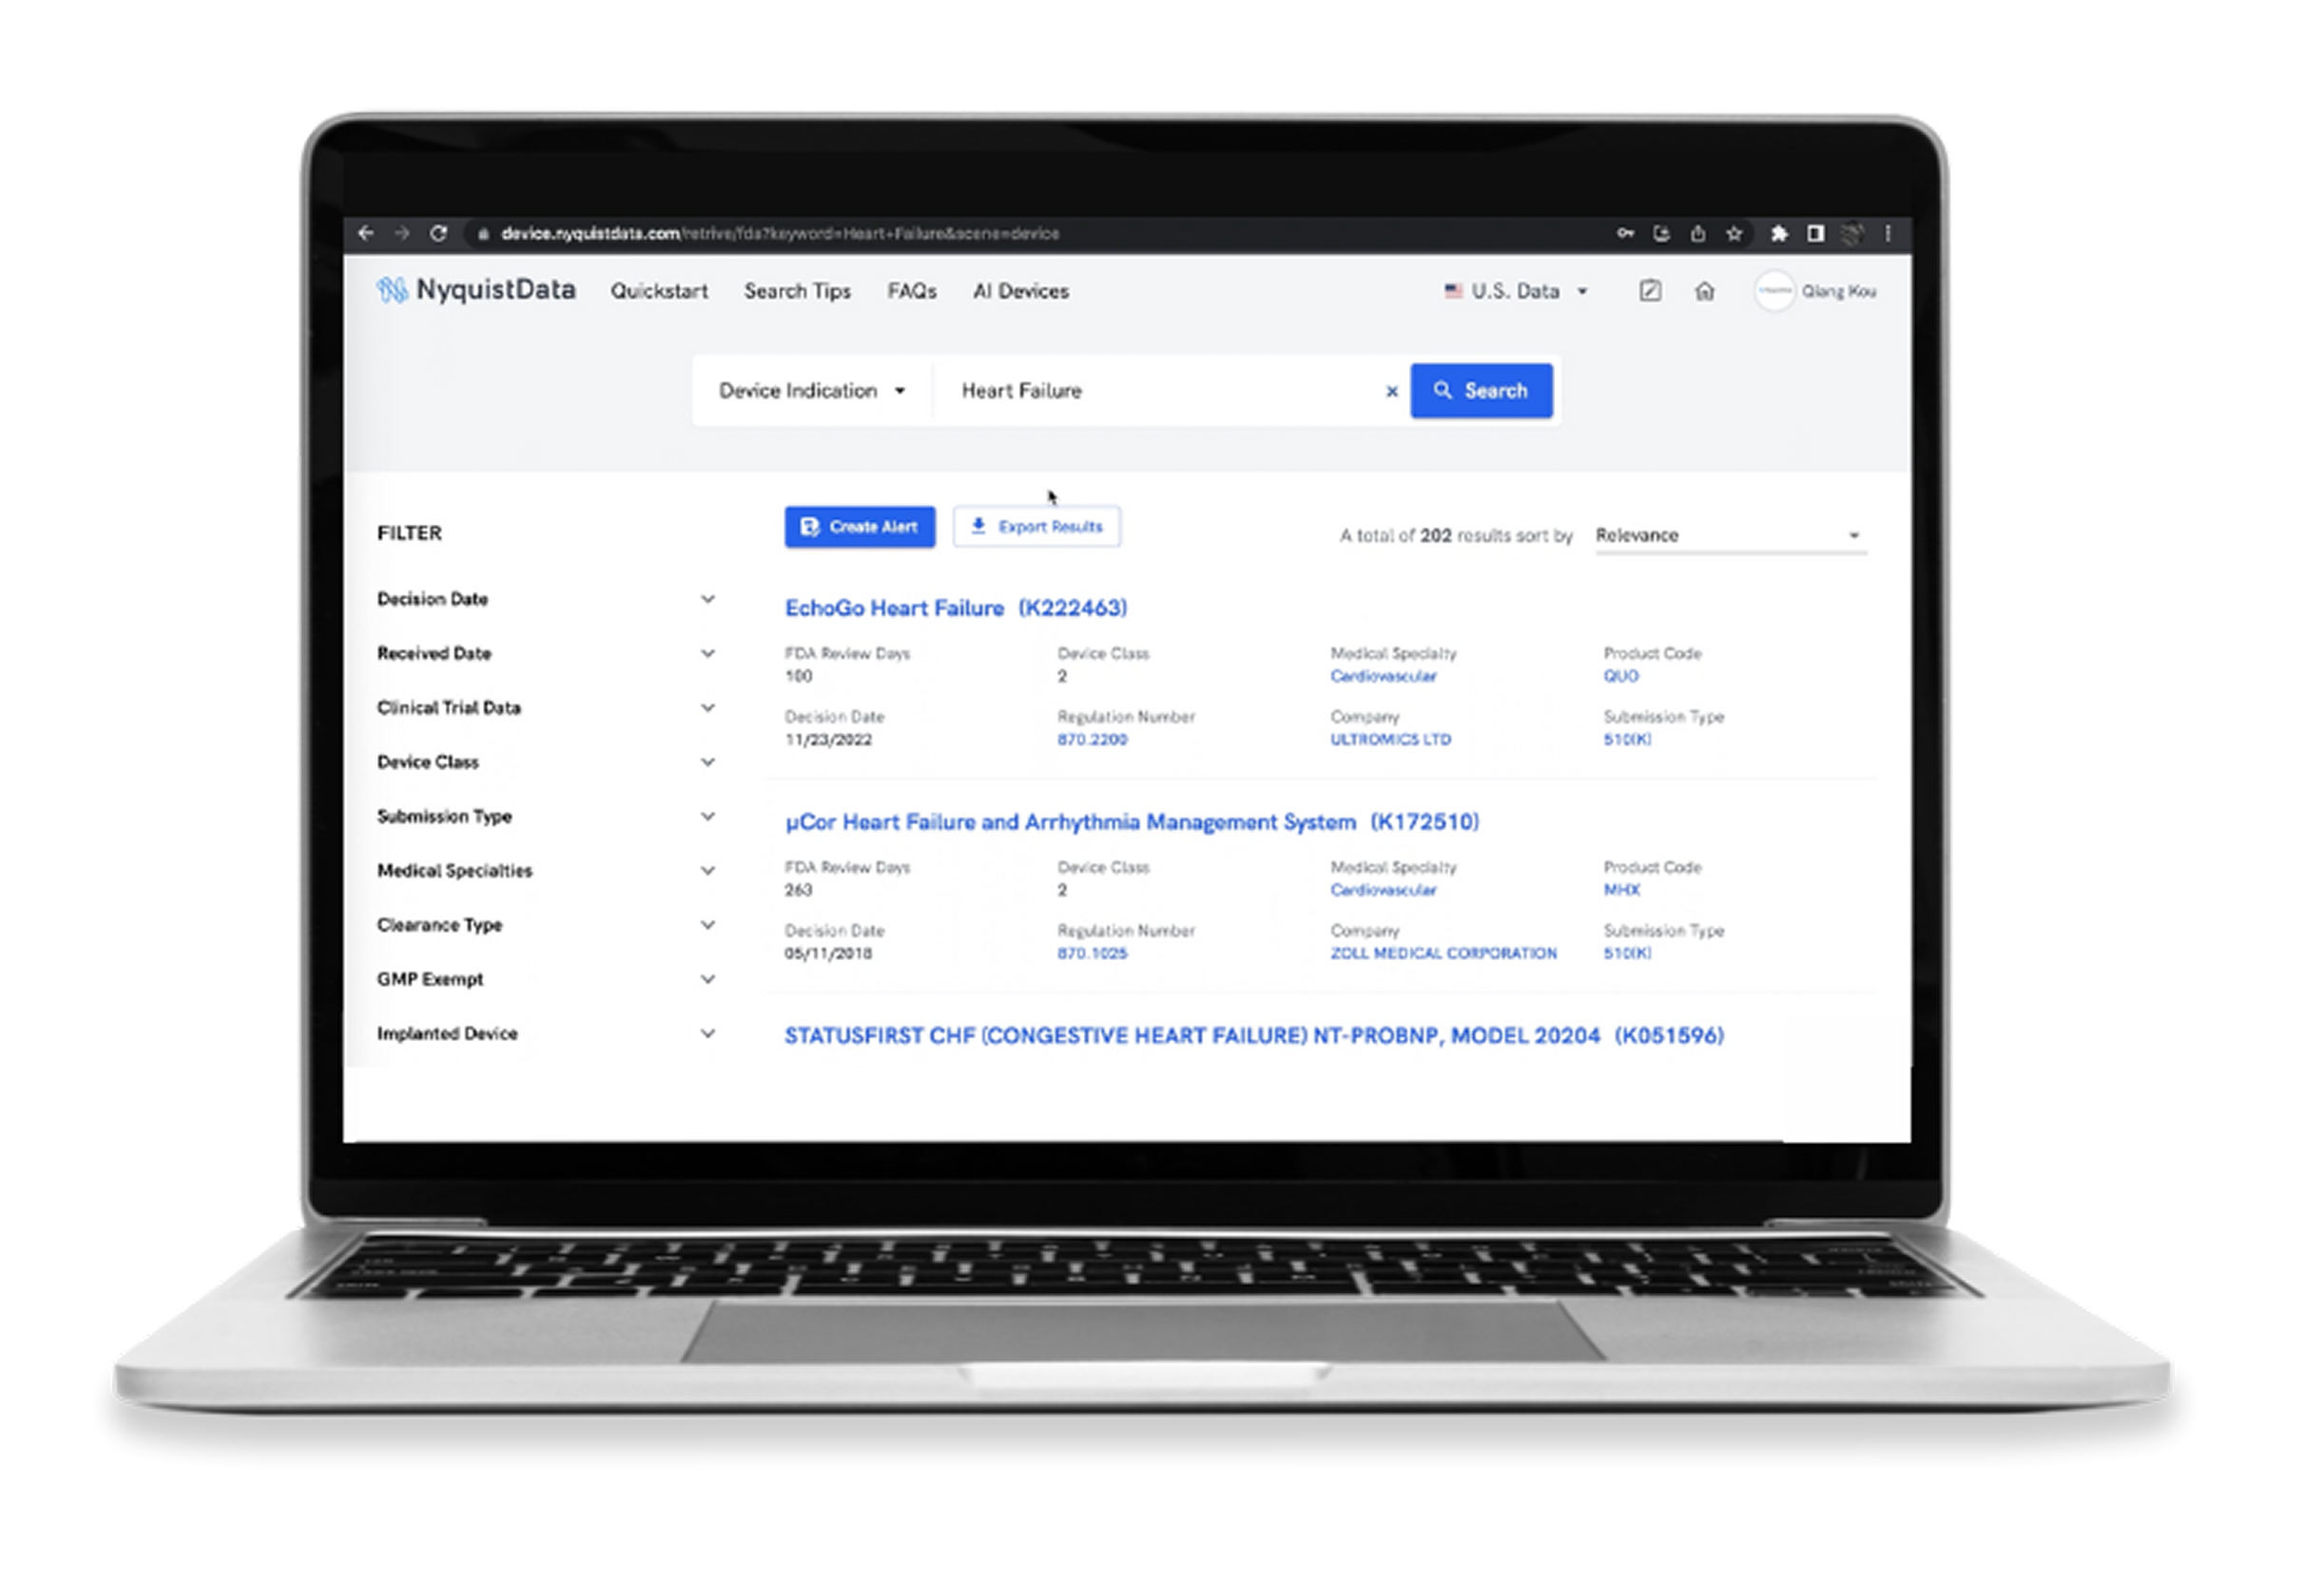 device.nyquistdata.com/retrive/fda?keyword=Heart+Failure&scene=device
NyquistData Quickstart Search Tips FAQs AI Devices U.S. Data Qiang Kou
Device Indication Heart Failure × Search
FILTER
Decision Date
Received Date
Clinical Trial Data
Device Class
Submission Type
Medical Specialties
Clearance Type
GMP Exempt
Implanted Device
Create Alert Export Results A total of 202 results sort by Relevance
EchoGo Heart Failure (K222463)
FDA Review Days Device Class Medical Specialty Product Code
100 2 Cardiovascular QUO
Decision Date Regulation Number Company Submission Type
11/23/2022 870.2200 ULTROMICS LTD 510(K)
μCor Heart Failure and Arrhythmia Management System (K172510)
FDA Review Days Device Class Medical Specialty Product Code
263 2 Cardiovascular MHX
Decision Date Regulation Number Company Submission Type
05/11/2018 870.1025 ZOLL MEDICAL CORPORATION 510(K)
STATUSFIRST CHF (CONGESTIVE HEART FAILURE) NT-PROBNP, MODEL 20204 (K051596)